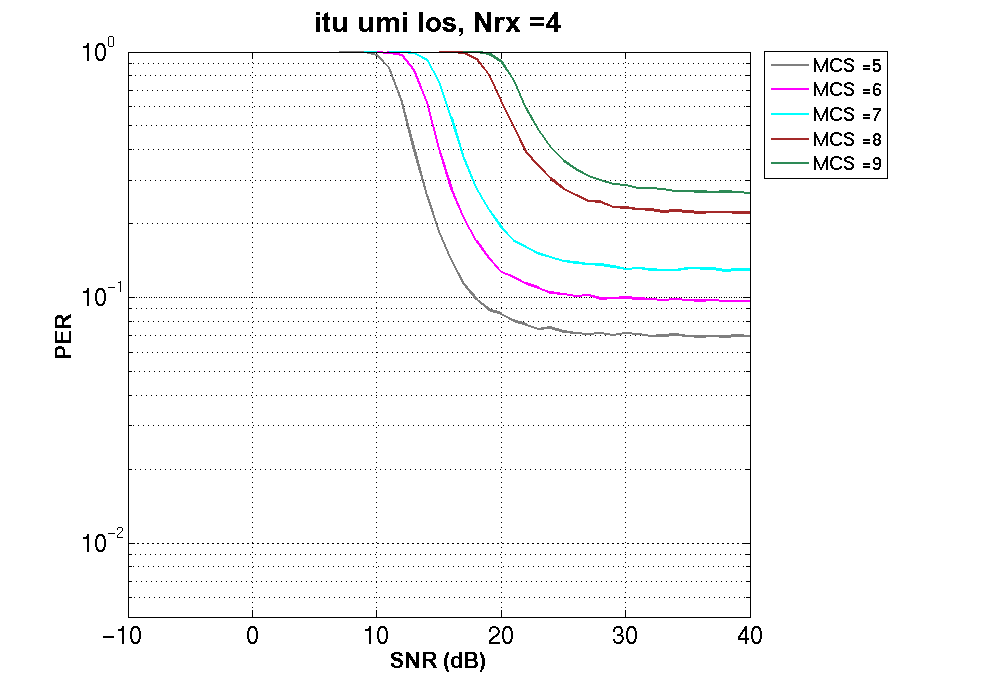 itu umi los, Nrx =4
10^0
10^-1
10^-2
PER
-10 0 10 20 30 40
SNR (dB)
MCS =5
MCS =6
MCS =7
MCS =8
MCS =9